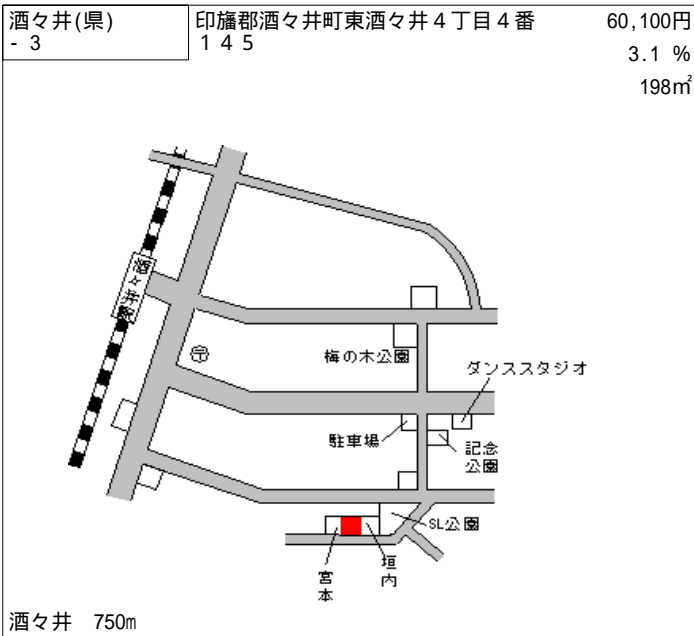 酒々井(県)
- 3
印旛郡酒々井町東酒々井４丁目４番
１４５
60,100円
3.1 %
198㎡
酒々井
〒
梅の木公園
ダンススタジオ
駐車場
記念
公園
SL公園
宮本
垣内
酒々井 750m